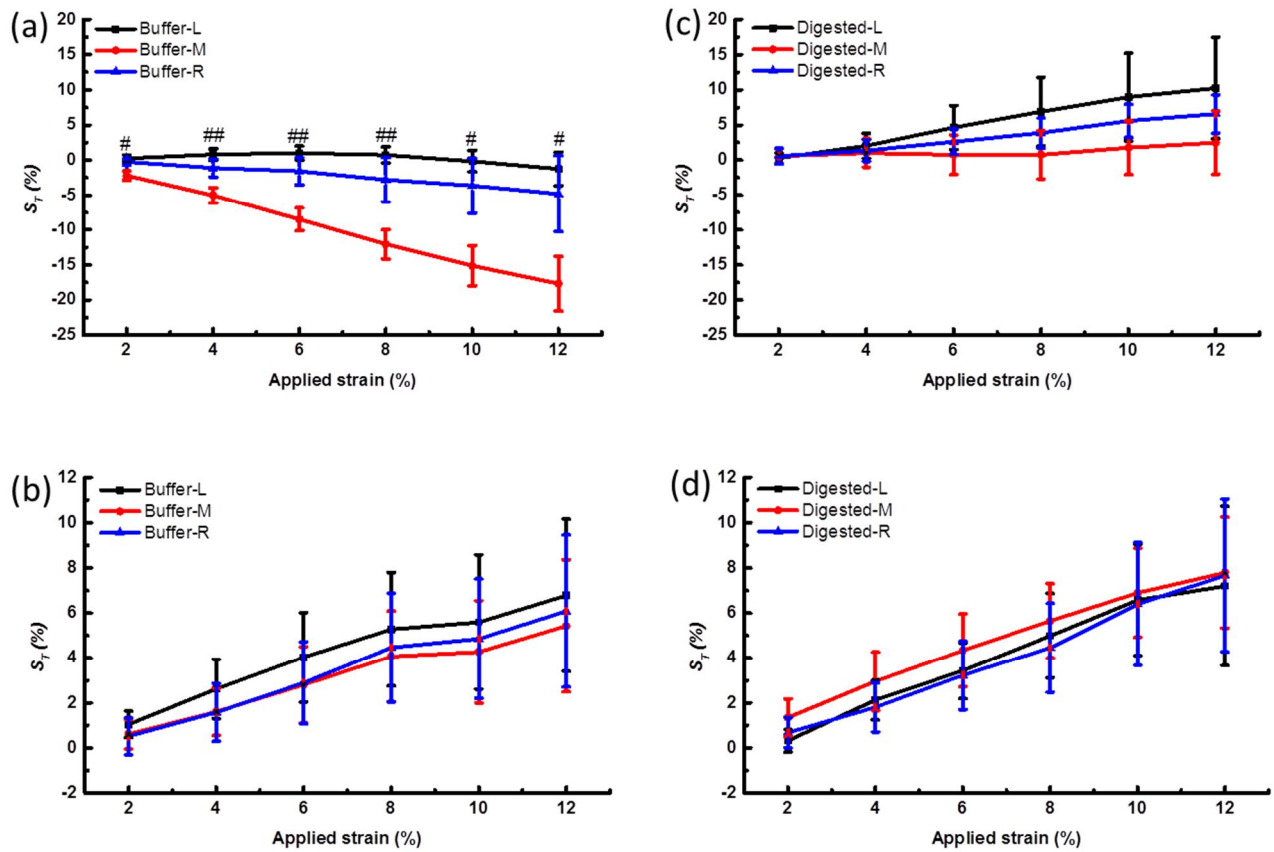 (a)
Buffer-L
Buffer-M
Buffer-R
20
15
10
5
0
-5
-10
-15
-20
-25
S_T (%)
# ## ## ## # #
2 4 6 8 10 12
Applied strain (%)
(c)
Digested-L
Digested-M
Digested-R
20
15
10
5
0
-5
-10
-15
-20
-25
S_T (%)
2 4 6 8 10 12
Applied strain (%)
(b)
Buffer-L
Buffer-M
Buffer-R
12
10
8
6
4
2
0
-2
S_T (%)
2 4 6 8 10 12
Applied strain (%)
(d)
Digested-L
Digested-M
Digested-R
12
10
8
6
4
2
0
-2
S_T (%)
2 4 6 8 10 12
Applied strain (%)